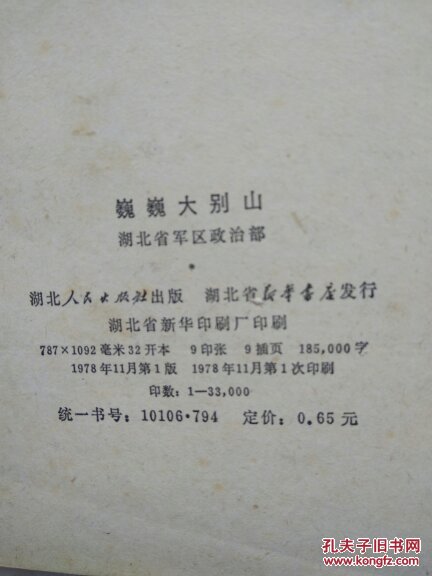 巍巍大别山
湖北省军区政治部
·
湖北人民出版社出版 湖北省新华书店发行
湖北省新华印刷厂印刷
787×1092毫米32开本 9印张 9插页 185,000字
1978年11月第1版 1978年11月第1次印刷
印数：1—33,000
统一书号：10106·794 定价：0.65元
孔夫子旧书网
www.kongfz.com